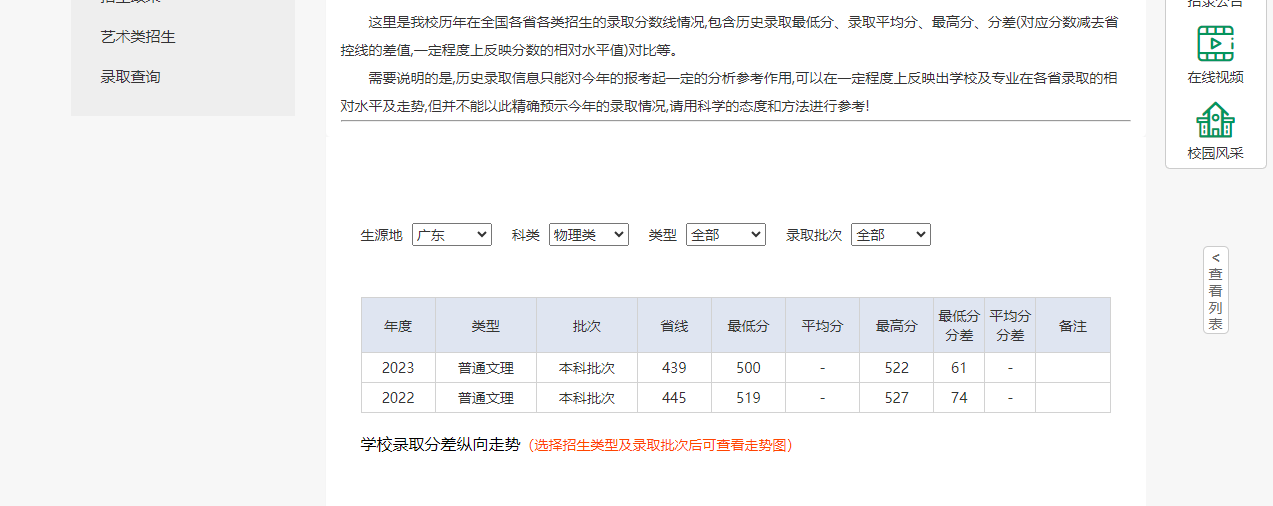 艺术类招生
录取查询
这里是我校历年在全国各省各类招生的录取分数线情况,包含历史录取最低分、录取平均分、最高分、分差(对应分数减去省
控线的差值,一定程度上反映分数的相对水平值)对比等。
需要说明的是,历史录取信息只能对今年的报考起一定的分析参考作用,可以在一定程度上反映出学校及专业在各省录取的相
对水平及走势,但并不能以此精确预示今年的录取情况,请用科学的态度和方法进行参考!
生源地 广东 科类 物理类 类型 全部 录取批次 全部
年度 类型 批次 省线 最低分 平均分 最高分 最低分分差 平均分分差 备注
2023 普通文理 本科批次 439 500 - 522 61 -
2022 普通文理 本科批次 445 519 - 527 74 -
学校录取分差纵向走势（选择招生类型及录取批次后可查看走势图）
在线视频
校园风采
<
查
看
列
表